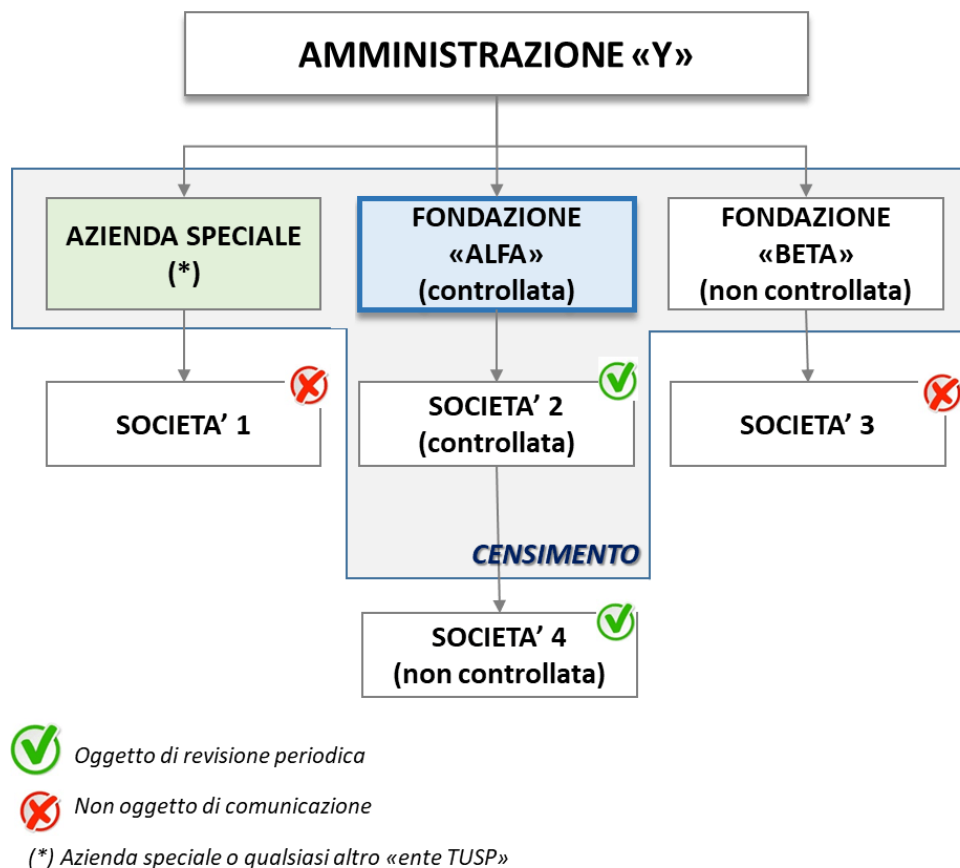 AMMINISTRAZIONE «Y»
AZIENDA SPECIALE
(*)
FONDAZIONE
«ALFA»
(controllata)
FONDAZIONE
«BETA»
(non controllata)
SOCIETA’ 1
SOCIETA’ 2
(controllata)
SOCIETA’ 3
CENSIMENTO
SOCIETA’ 4
(non controllata)
Oggetto di revisione periodica
Non oggetto di comunicazione
(*) Azienda speciale o qualsiasi altro «ente TUSP»